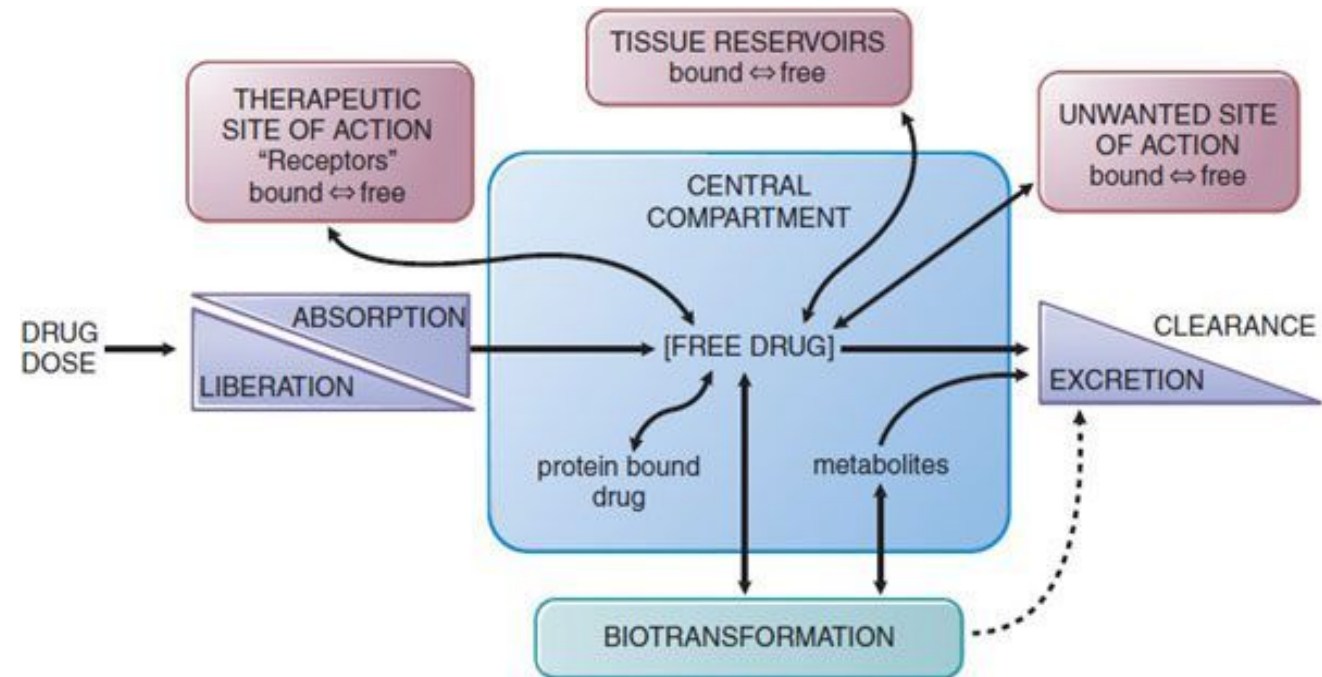 TISSUE RESERVOIRS
bound ⇔ free
THERAPEUTIC
SITE OF ACTION
“Receptors”
bound ⇔ free
UNWANTED SITE
OF ACTION
bound ⇔ free
CENTRAL
COMPARTMENT
DRUG
DOSE
ABSORPTION
LIBERATION
[FREE DRUG]
CLEARANCE
EXCRETION
protein bound
drug
metabolites
BIOTRANSFORMATION